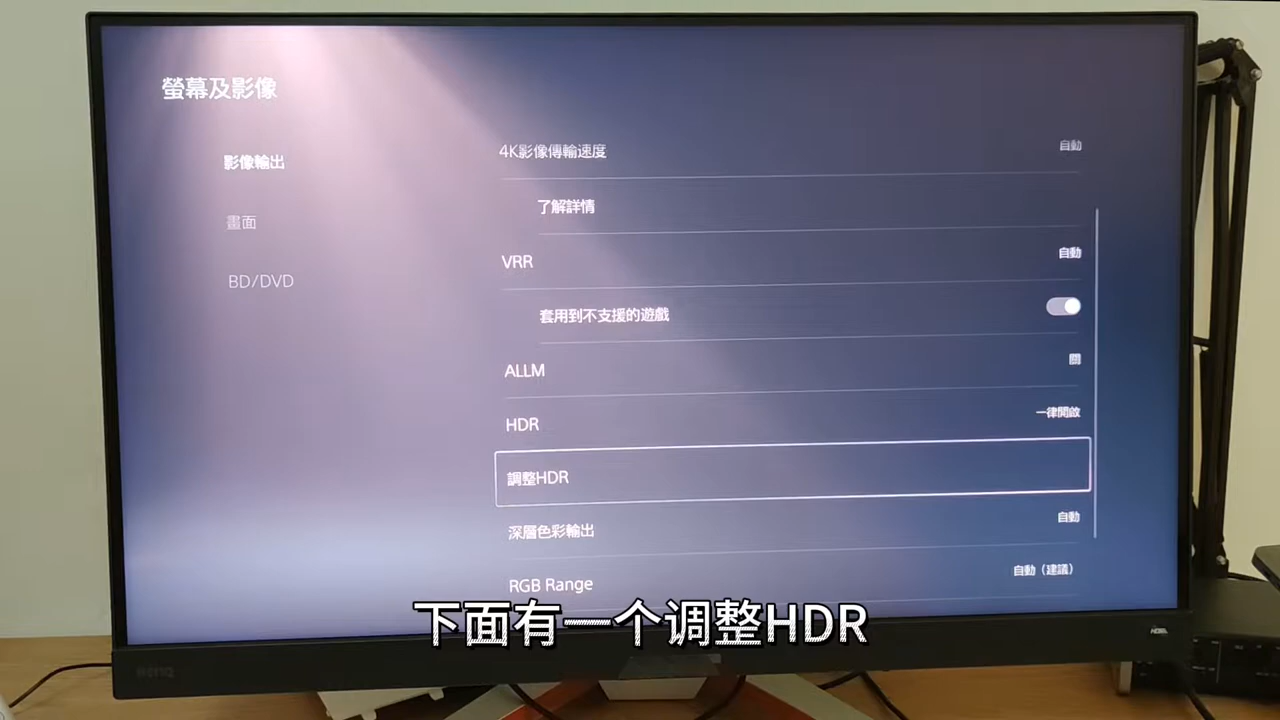 螢幕及影像
影像輸出
畫面
BD/DVD
4K影像傳輸速度 自動
了解詳情
VRR 自動
套用到不支援的遊戲
ALLM 關
HDR 一律開啟
調整HDR
深層色彩輸出 自動
RGB Range 自動（建議）
下面有一个调整HDR
BenQ